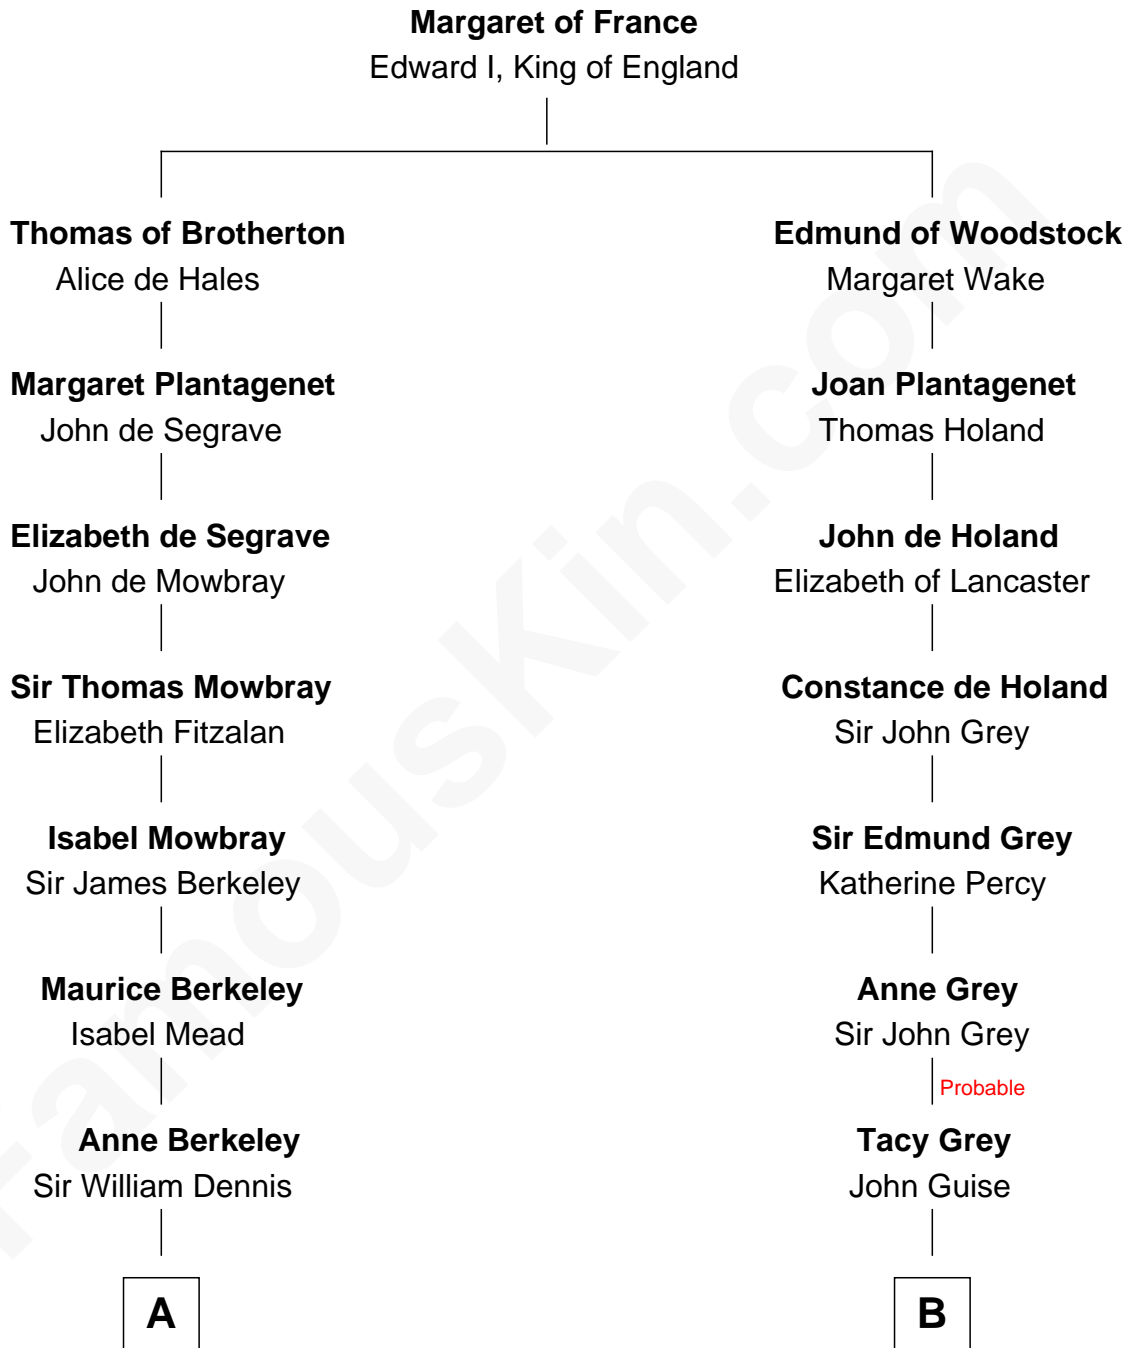 Margaret of France
Edward I, King of England
Thomas of Brotherton
Alice de Hales
Edmund of Woodstock
Margaret Wake
Margaret Plantagenet
John de Segrave
Joan Plantagenet
Thomas Holand
Elizabeth de Segrave
John de Mowbray
John de Holand
Elizabeth of Lancaster
Sir Thomas Mowbray
Elizabeth Fitzalan
Constance de Holand
Sir John Grey
Isabel Mowbray
Sir James Berkeley
Sir Edmund Grey
Katherine Percy
Maurice Berkeley
Isabel Mead
Anne Grey
Sir John Grey
Probable
Anne Berkeley
Sir William Dennis
Tacy Grey
John Guise
A
B
FamousKin.com